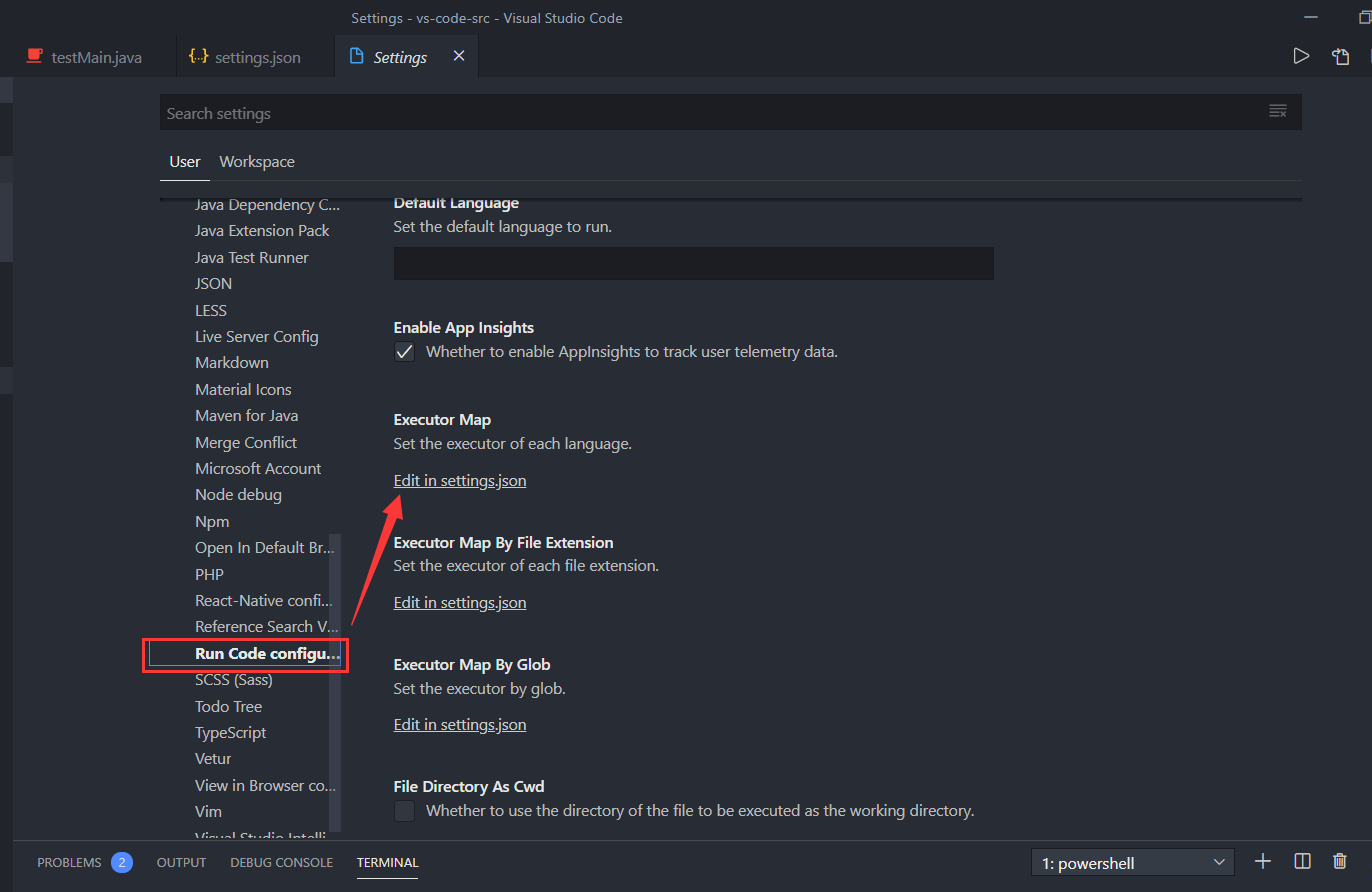 Settings - vs-code-src - Visual Studio Code
testMain.java
{..} settings.json
Settings
Search settings
User Workspace
Java Dependency C...
Java Extension Pack
Java Test Runner
JSON
LESS
Live Server Config
Markdown
Material Icons
Maven for Java
Merge Conflict
Microsoft Account
Node debug
Npm
Open In Default Br...
PHP
React-Native confi...
Reference Search V...
Run Code configu...
SCSS (Sass)
Todo Tree
TypeScript
Vetur
View in Browser co...
Vim
Visual Studio Intelli
Default Language
Set the default language to run.
Enable App Insights
Whether to enable AppInsights to track user telemetry data.
Executor Map
Set the executor of each language.
Edit in settings.json
Executor Map By File Extension
Set the executor of each file extension.
Edit in settings.json
Executor Map By Glob
Set the executor by glob.
Edit in settings.json
File Directory As Cwd
Whether to use the directory of the file to be executed as the working directory.
PROBLEMS 2 OUTPUT DEBUG CONSOLE TERMINAL
1: powershell